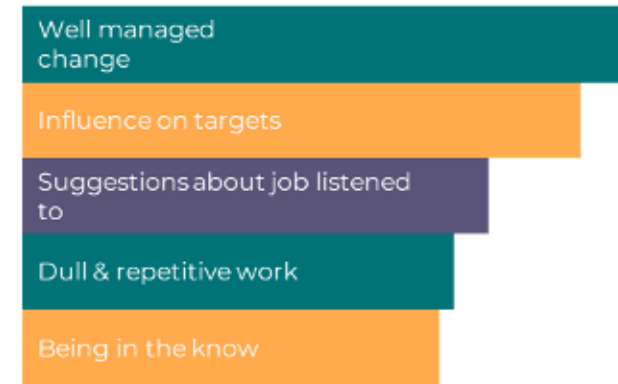 Well managed
change
Influence on targets
Suggestions about job listened
to
Dull & repetitive work
Being in the know